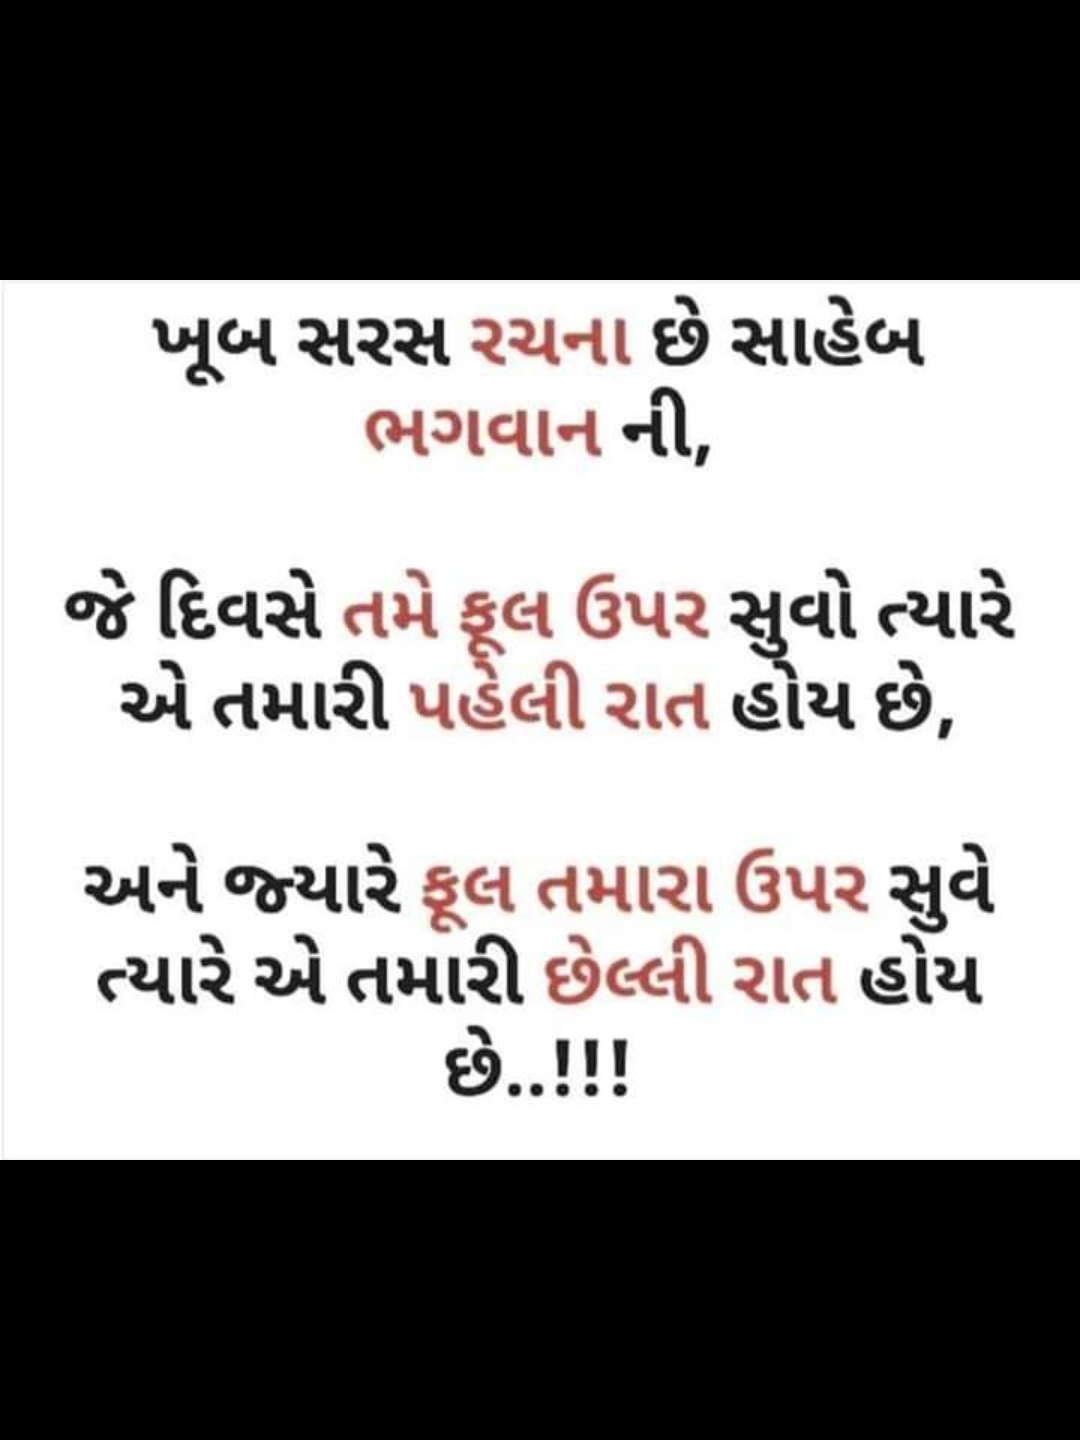 ખૂબ સરસ રચના છે સાહેબ
ભગવાન ની,
જે દિવસે તમે ફૂલ ઉપર સુવો ત્યારે
એ તમારી પહેલી રાત હોય છે,
અને જ્યારે ફૂલ તમારા ઉપર સુવે
ત્યારે એ તમારી છેલ્લી રાત હોય
છે..!!!